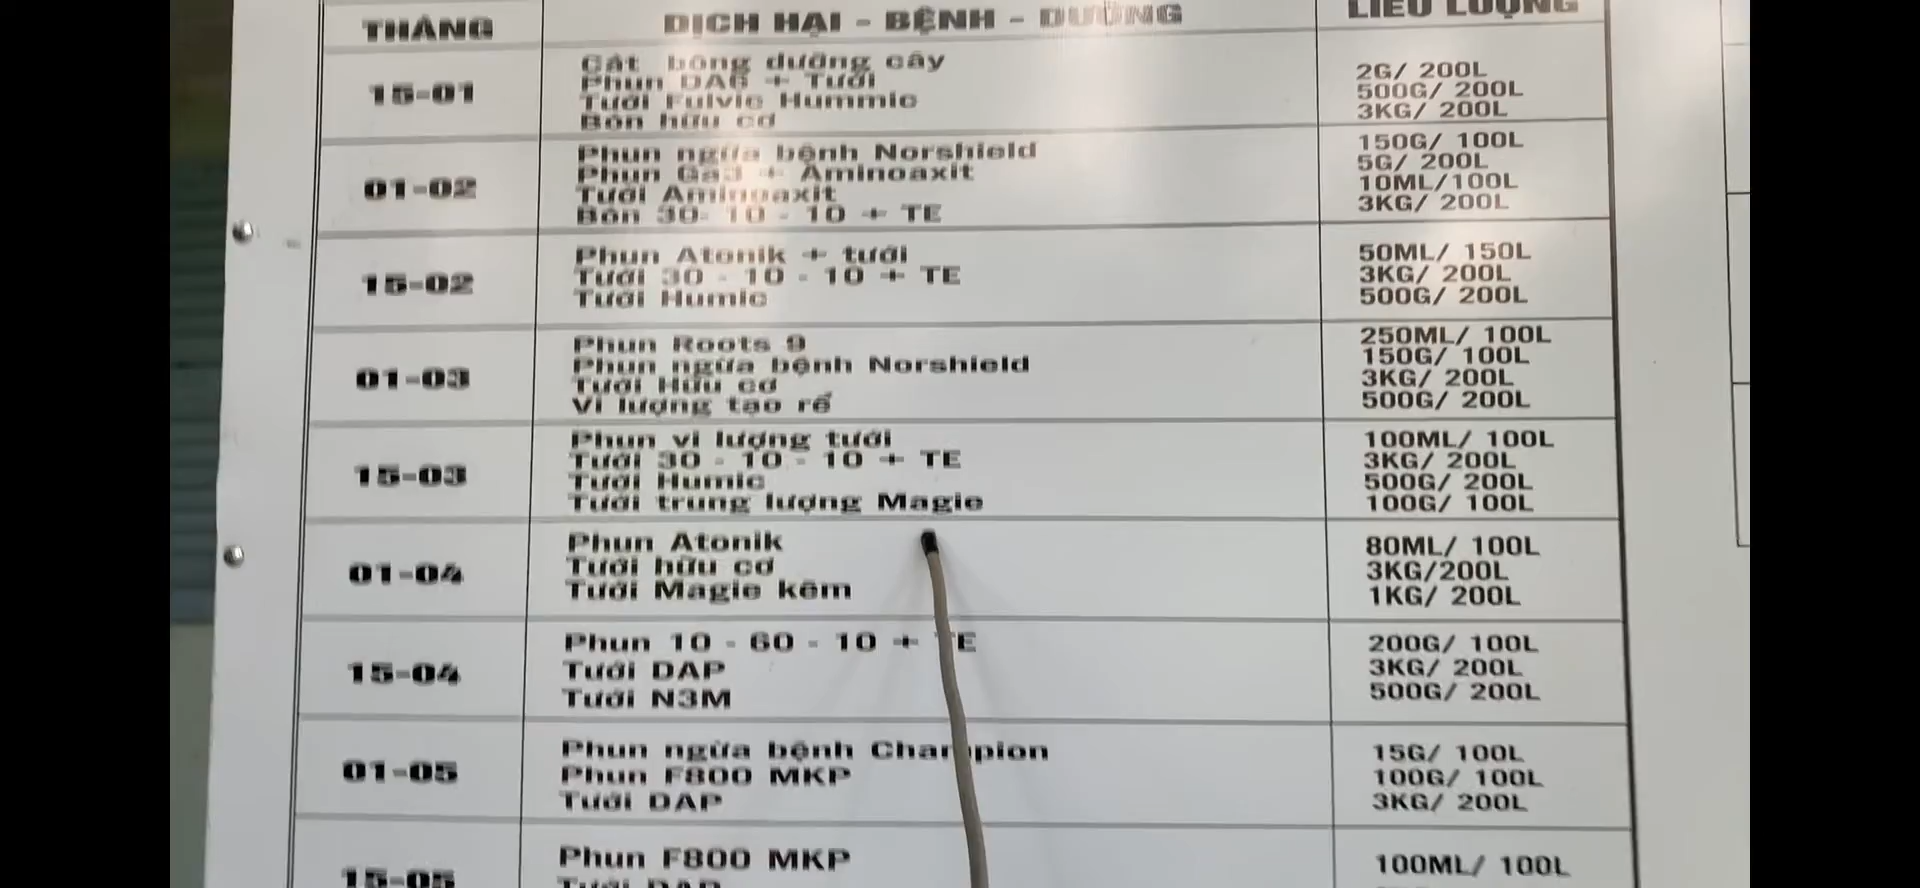 THÁNG
DỊCH HẠI - BỆNH - DƯỠNG
LIỀU LƯỢNG
15-01
Cắt bông dưỡng cây
Phun DA6 + Tưới
Tưới Fulvic Hummic
Bón hữu cơ
2G/ 200L
500G/ 200L
3KG/ 200L
01-02
Phun ngừa bệnh Norshield
Phun Ga3 + Aminoaxit
Tưới Aminoaxit
Bón 30- 10 - 10 + TE
150G/ 100L
5G/ 200L
10ML/100L
3KG/ 200L
15-02
Phun Atonik + tưới
Tưới 30 - 10 - 10 + TE
Tưới Humic
50ML/ 150L
3KG/ 200L
500G/ 200L
01-03
Phun Roots 9
Phun ngừa bệnh Norshield
Tưới Hữu cơ
Vi lượng tạo rễ
250ML/ 100L
150G/ 100L
3KG/ 200L
500G/ 200L
15-03
Phun vi lượng tưới
Tưới 30 - 10 - 10 + TE
Tưới Humic
Tưới trung lượng Magie
100ML/ 100L
3KG/ 200L
500G/ 200L
100G/ 100L
01-04
Phun Atonik
Tưới hữu cơ
Tưới Magie kẽm
80ML/ 100L
3KG/200L
1KG/ 200L
15-04
Phun 10 - 60 - 10 + TE
Tưới DAP
Tưới N3M
200G/ 100L
3KG/ 200L
500G/ 200L
01-05
Phun ngừa bệnh Champion
Phun F800 MKP
Tưới DAP
15G/ 100L
100G/ 100L
3KG/ 200L
15-05
Phun F800 MKP
Tưới DAP
100ML/ 100L